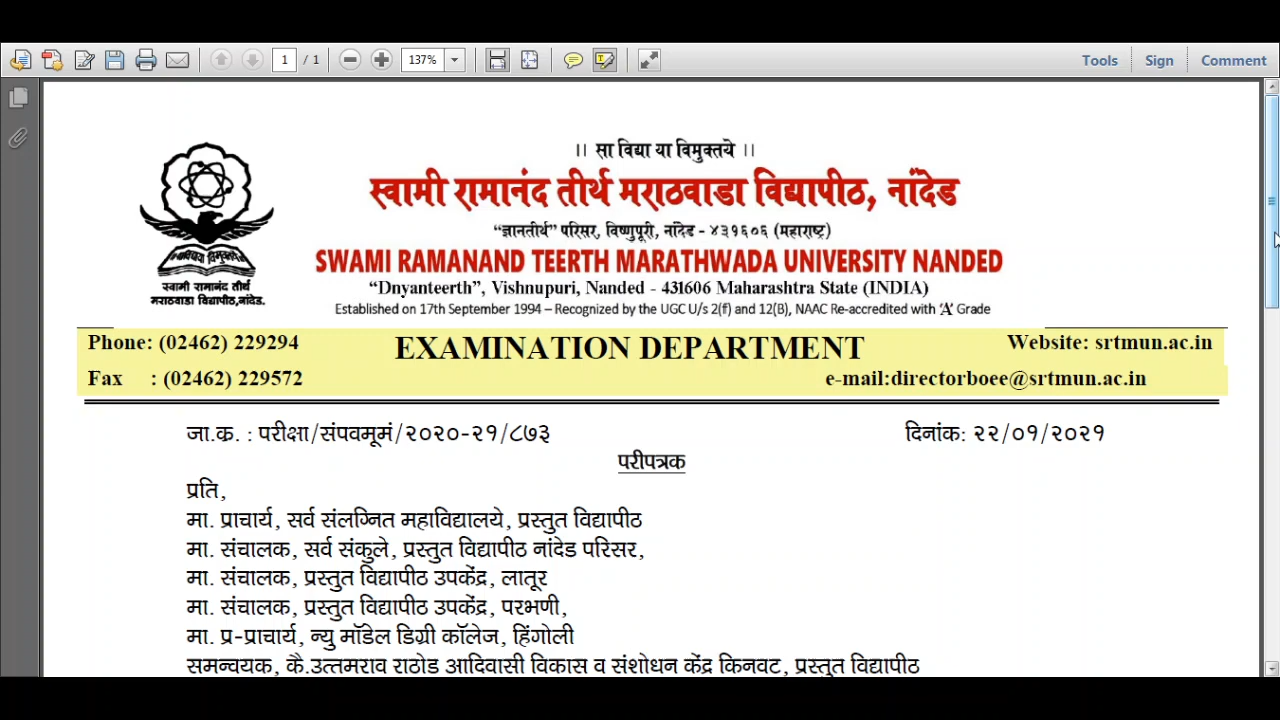 1 / 1
137%
Tools
Sign
Comment
।। सा विद्या या विमुक्तये ।।
स्वामी रामानंद तीर्थ मराठवाडा विद्यापीठ, नांदेड
“ज्ञानतीर्थ” परिसर, विष्णुपूरी, नांदेड - ४३१६०६ (महाराष्ट्र)
SWAMI RAMANAND TEERTH MARATHWADA UNIVERSITY NANDED
“Dnyanteerth”, Vishnupuri, Nanded - 431606 Maharashtra State (INDIA)
Established on 17th September 1994 – Recognized by the UGC U/s 2(f) and 12(B), NAAC Re-accredited with ‘A’ Grade
स्वामी रामानंद तीर्थ
मराठवाडा विद्यापीठ, नांदेड.
Phone: (02462) 229294
EXAMINATION DEPARTMENT
Website: srtmun.ac.in
Fax : (02462) 229572
e-mail:directorboee@srtmun.ac.in
जा.क्र. : परीक्षा/संपवमूमं/२०२०-२१/८७३
दिनांक: २२/०१/२०२१
परीपत्रक
प्रति,
मा. प्राचार्य, सर्व संलग्नित महाविद्यालये, प्रस्तुत विद्यापीठ
मा. संचालक, सर्व संकुले, प्रस्तुत विद्यापीठ नांदेड परिसर,
मा. संचालक, प्रस्तुत विद्यापीठ उपकेंद्र, लातूर
मा. संचालक, प्रस्तुत विद्यापीठ उपकेंद्र, परभणी,
मा. प्र-प्राचार्य, न्यु मॉडेल डिग्री कॉलेज, हिंगोली
समन्वयक, कै.उत्तमराव राठोड आदिवासी विकास व संशोधन केंद्र किनवट, प्रस्तुत विद्यापीठ